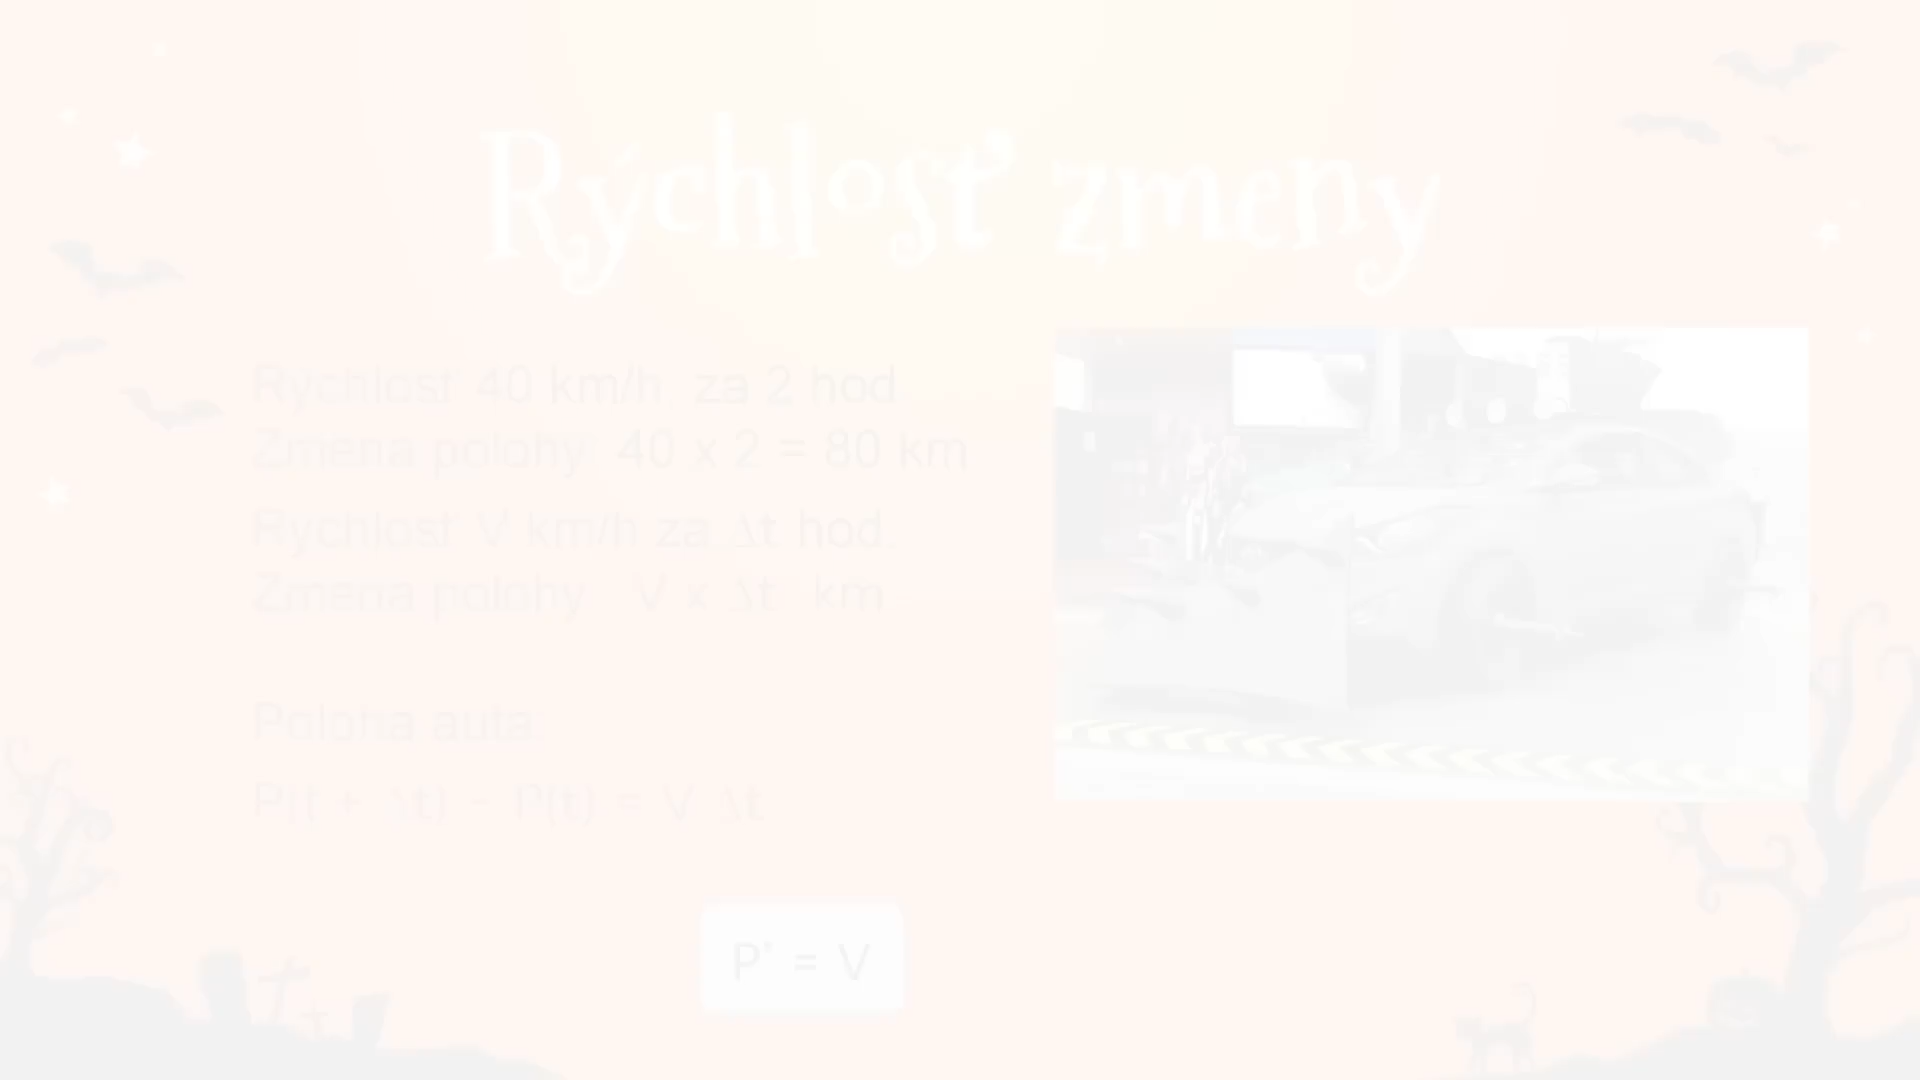 Rýchlosť zmeny
Rýchlosť 40 km/h za 2 hod
Zmena polohy: 40 x 2 = 80 km
Rýchlosť V km/h za Δt hod.
Zmena polohy V x Δt km
Poloha auta:
P(t + Δt) - P(t) = V Δt
P' = V